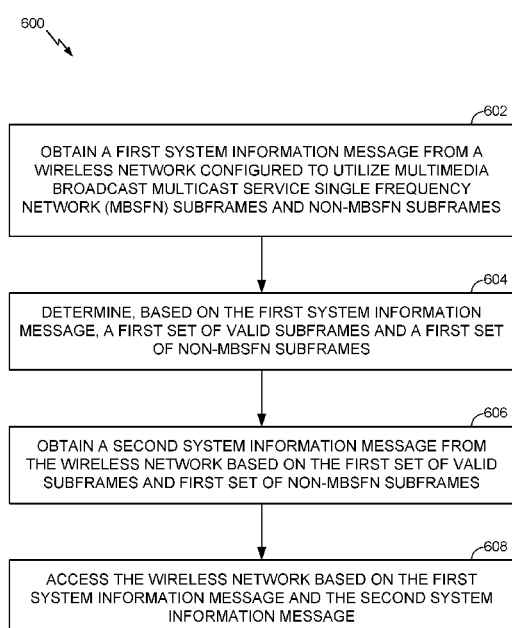 600
602
OBTAIN A FIRST SYSTEM INFORMATION MESSAGE FROM A
WIRELESS NETWORK CONFIGURED TO UTILIZE MULTIMEDIA
BROADCAST MULTICAST SERVICE SINGLE FREQUENCY
NETWORK (MBSFN) SUBFRAMES AND NON-MBSFN SUBFRAMES
604
DETERMINE, BASED ON THE FIRST SYSTEM INFORMATION
MESSAGE, A FIRST SET OF VALID SUBFRAMES AND A FIRST SET
OF NON-MBSFN SUBFRAMES
606
OBTAIN A SECOND SYSTEM INFORMATION MESSAGE FROM
THE WIRELESS NETWORK BASED ON THE FIRST SET OF VALID
SUBFRAMES AND FIRST SET OF NON-MBSFN SUBFRAMES
608
ACCESS THE WIRELESS NETWORK BASED ON THE FIRST
SYSTEM INFORMATION MESSAGE AND THE SECOND SYSTEM
INFORMATION MESSAGE